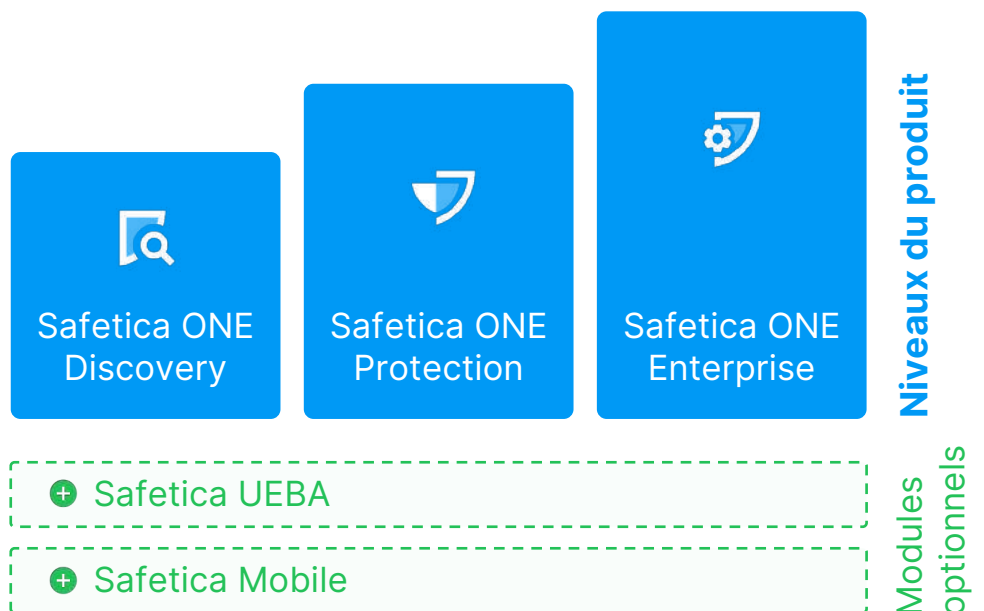 Safetica ONE
Discovery
Safetica ONE
Protection
Safetica ONE
Enterprise
Niveaux du produit
Safetica UEBA
Safetica Mobile
Modules
optionnels